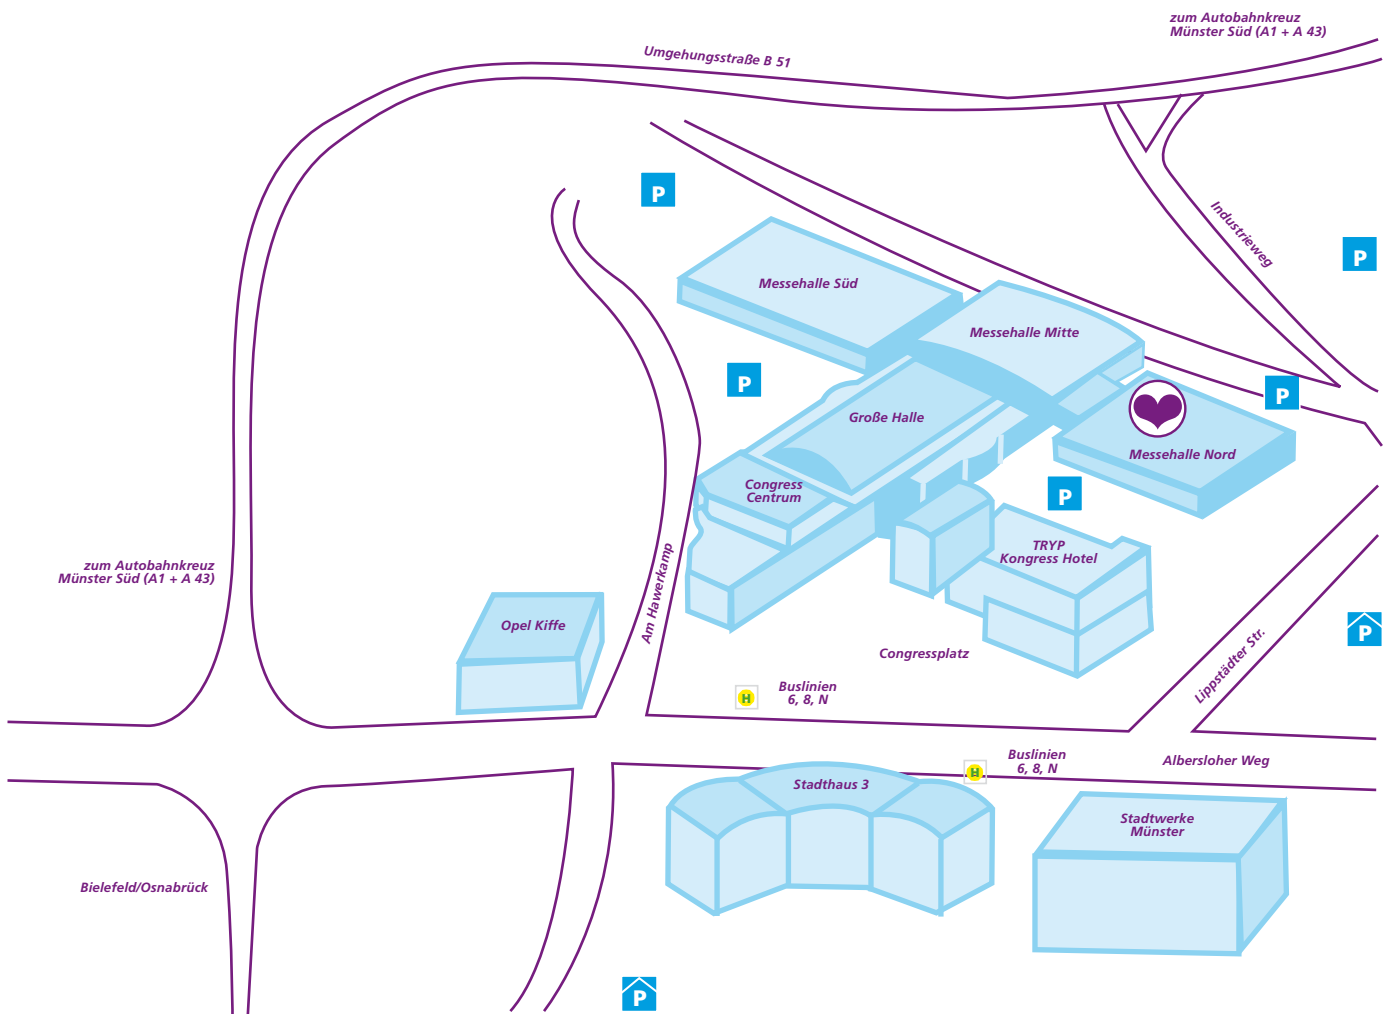 zum Autobahnkreuz
Münster Süd (A1 + A 43)
Umgehungsstraße B 51
P
Industrieweg
P
Messehalle Süd
Messehalle Mitte
P
P
Große Halle
Messehalle Nord
Congress
Centrum
P
TRYP
Kongress Hotel
zum Autobahnkreuz
Münster Süd (A1 + A 43)
Am Hawerkamp
Opel Kiffe
P
Congressplatz
Lippstädter Str.
H
Buslinien
6, 8, N
H
Buslinien
6, 8, N
Albersloher Weg
Stadthaus 3
Stadtwerke
Münster
Bielefeld/Osnabrück
P